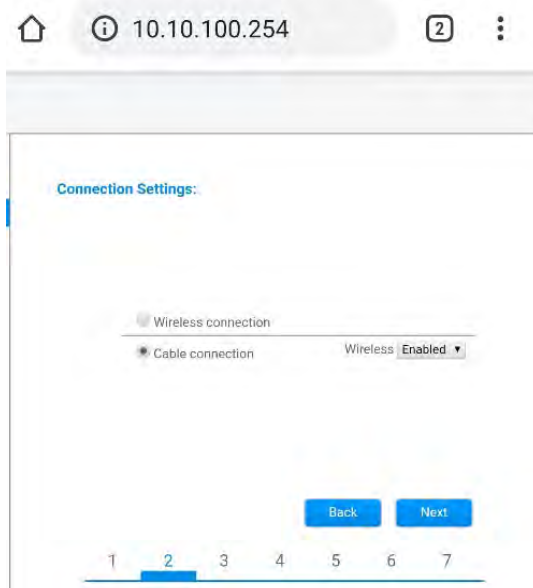 10.10.100.254 2
Connection Settings:
Wireless connection
Cable connection Wireless Enabled
Back Next
1 2 3 4 5 6 7